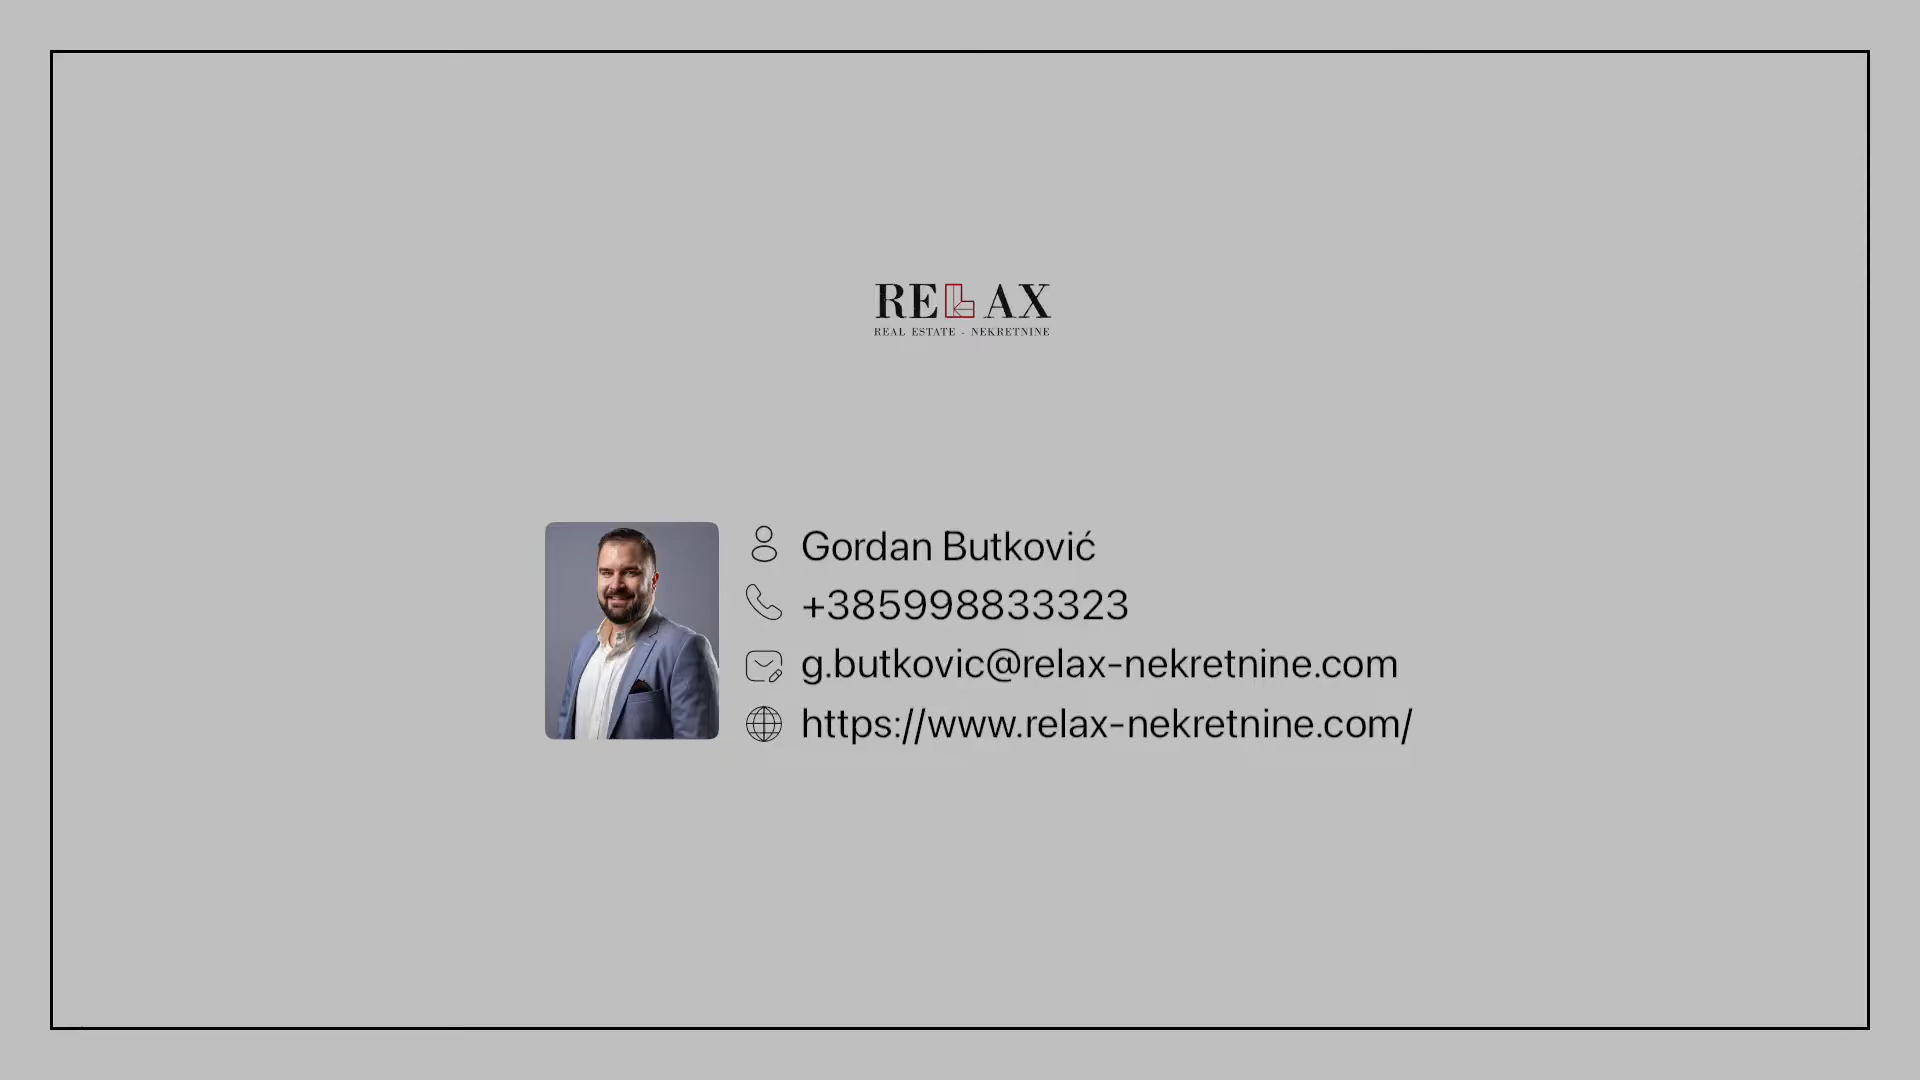 RELAX
REAL ESTATE - NEKRETNINE
Gordan Butković
+385998833323
g.butkovic@relax-nekretnine.com
https://www.relax-nekretnine.com/